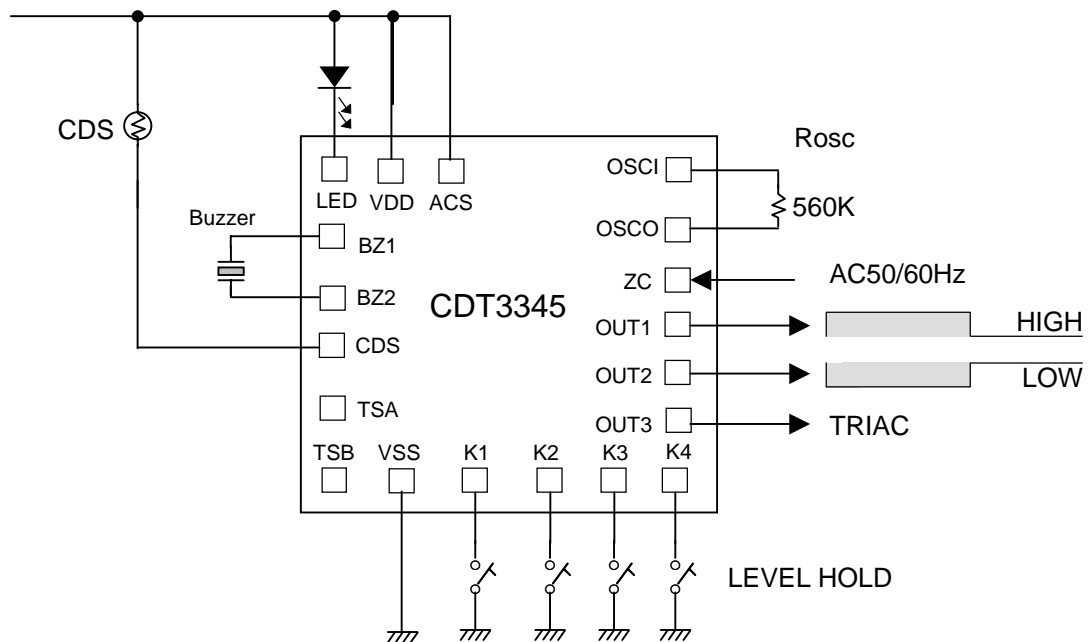 CDS
Rosc
OSCI
560K
LED
VDD
ACS
Buzzer
BZ1
OSCO
ZC
AC50/60Hz
BZ2
CDT3345
OUT1
HIGH
CDS
OUT2
LOW
TSA
OUT3
TRIAC
TSB
VSS
K1
K2
K3
K4
LEVEL HOLD